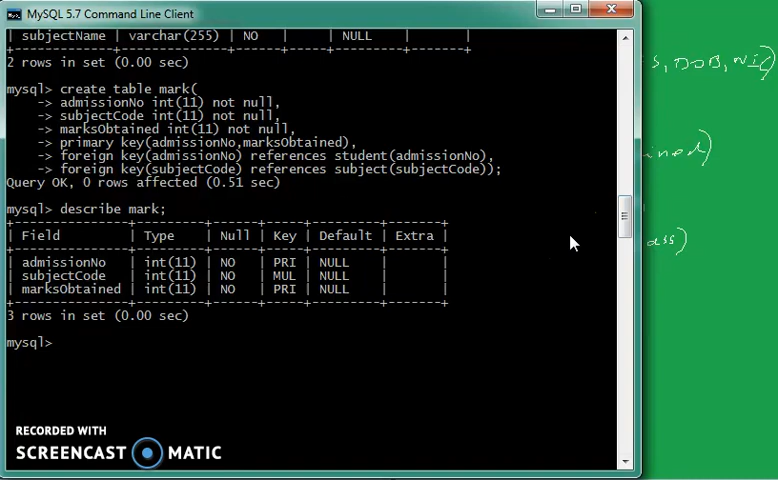 MySQL 5.7 Command Line Client
| subjectName | varchar(255) | NO | | NULL | |
+-------------+--------------+------+-----+---------+-------+
2 rows in set (0.00 sec)
mysql> create table mark(
-> admissionNo int(11) not null,
-> subjectCode int(11) not null,
-> marksObtained int(11) not null,
-> primary key(admissionNo,marksObtained),
-> foreign key(admissionNo) references student(admissionNo),
-> foreign key(subjectCode) references subject(subjectCode));
Query OK, 0 rows affected (0.51 sec)
mysql> describe mark;
+---------------+---------+------+-----+---------+-------+
| Field | Type | Null | Key | Default | Extra |
+---------------+---------+------+-----+---------+-------+
| admissionNo | int(11) | NO | PRI | NULL | |
| subjectCode | int(11) | NO | MUL | NULL | |
| marksObtained | int(11) | NO | PRI | NULL | |
+---------------+---------+------+-----+---------+-------+
3 rows in set (0.00 sec)
mysql>
S, DOB, NIC)
ined)
ass)
RECORDED WITH
SCREENCAST MATIC